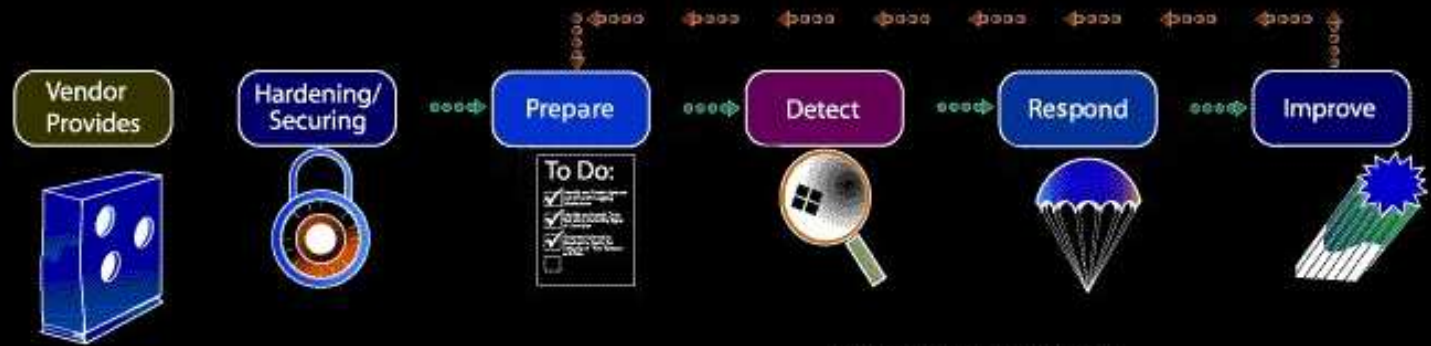 Vendor
Provides
Hardening/
Securing
Prepare
Detect
Respond
Improve
To Do: